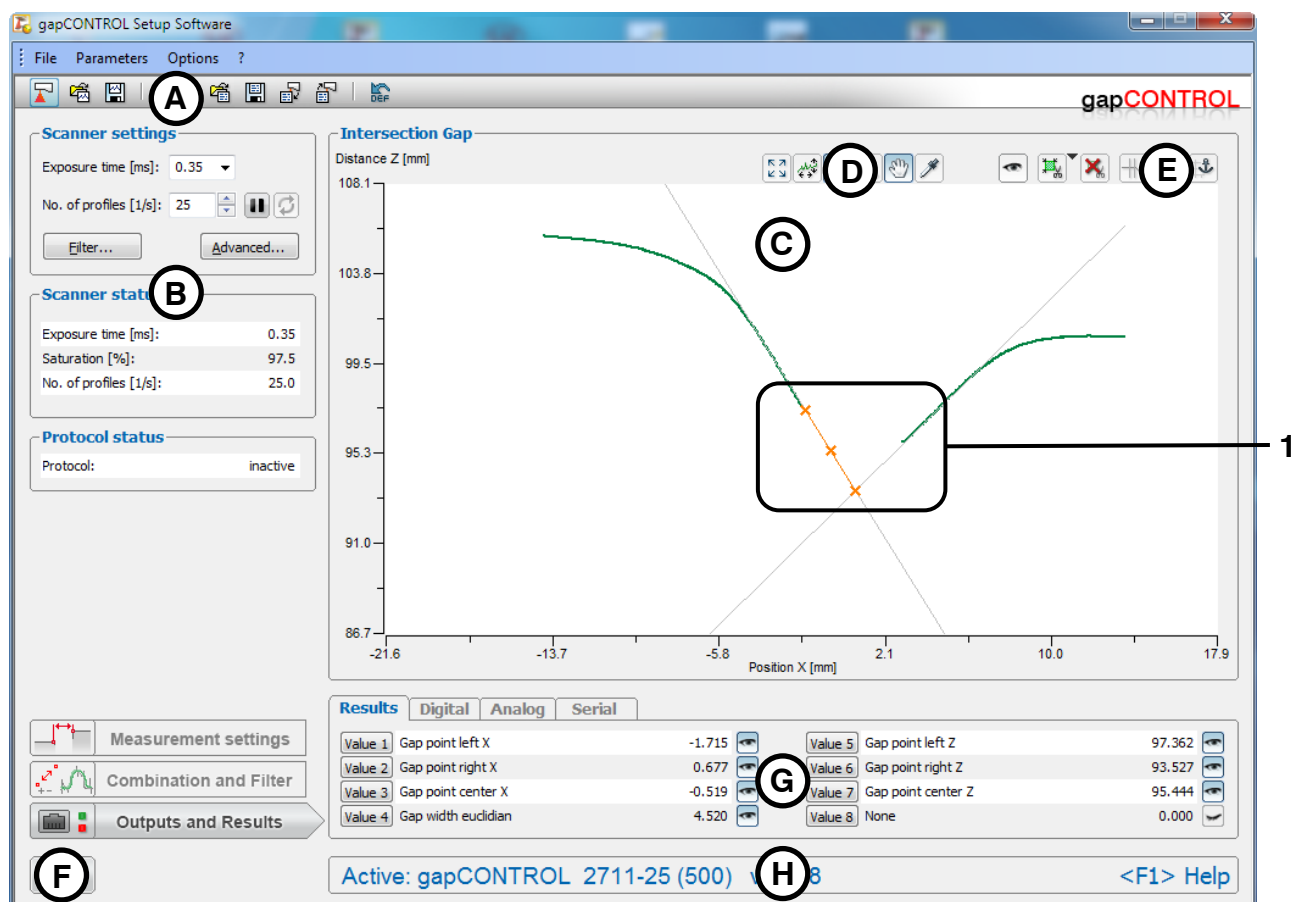 gapCONTROL Setup Software
File Parameters Options ?
A
DEF
gapCONTROL
Scanner settings
Exposure time [ms]: 0.35
No. of profiles [1/s]: 25
Filter... Advanced...
B
Scanner
Exposure time [ms]: 0.35
Saturation [%]: 97.5
No. of profiles [1/s]: 25.0
Protocol status
Protocol: inactive
Intersection Gap
Distance Z [mm]
D
E
C
108.1
103.8
99.5
95.3
91.0
86.7
1
-21.6 -13.7 -5.8 2.1 10.0 17.9
Position X [mm]
Measurement settings
Combination and Filter
Outputs and Results
F
Results Digital Analog Serial
Value 1 Gap point left X -1.715
Value 2 Gap point right X 0.677
Value 3 Gap point center X -0.519
Value 4 Gap width euclidian 4.520
G
Value 5 Gap point left Z 97.362
Value 6 Gap point right Z 93.527
Value 7 Gap point center Z 95.444
Value 8 None 0.000
Active: gapCONTROL 2711-25 (500) H 8 <F1> Help